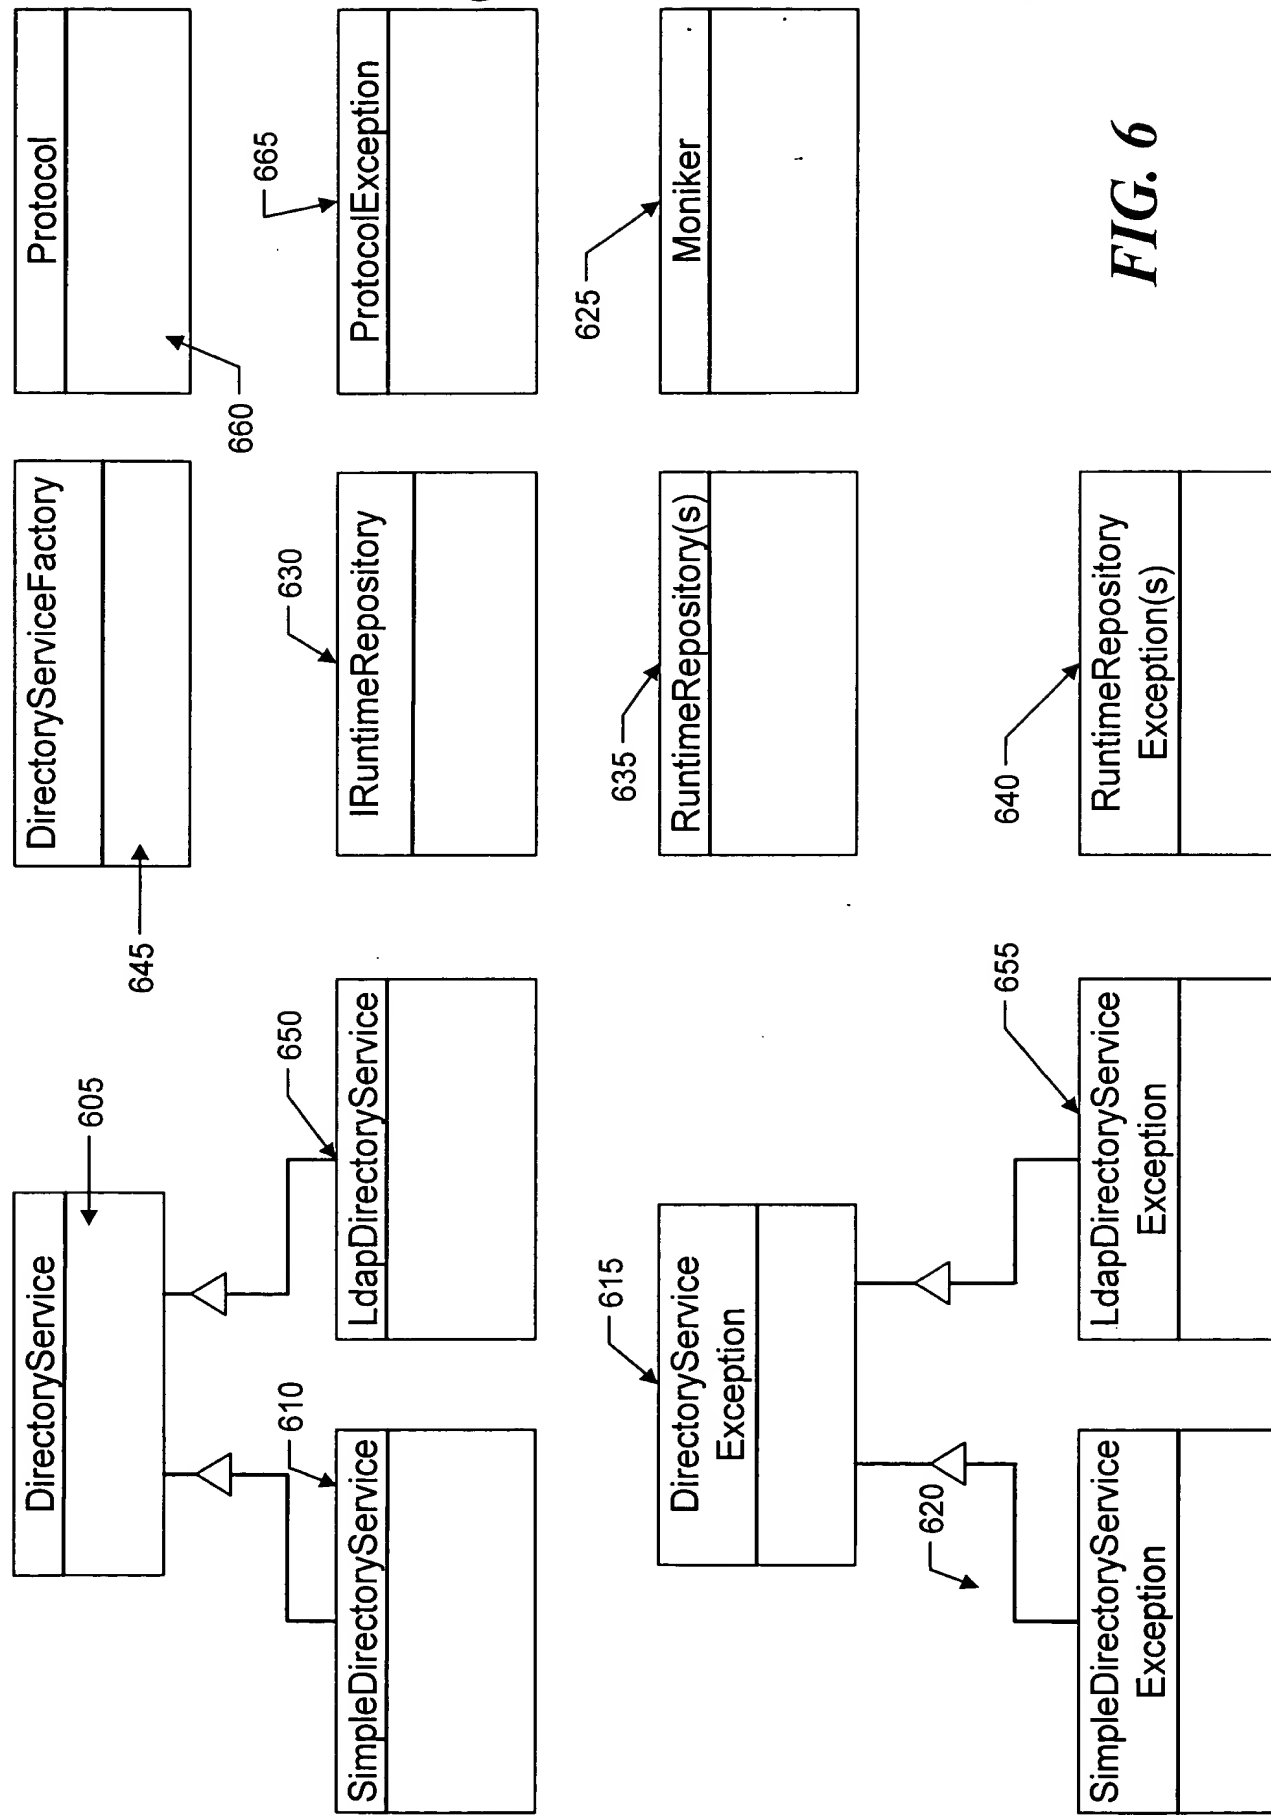 DirectoryService
605
SimpleDirectoryService
610
LdapDirectoryService
650
DirectoryService
Exception
615
620
SimpleDirectoryService
Exception
LdapDirectoryService
Exception
655
DirectoryServiceFactory
645
IRuntimeRepository
630
RuntimeRepository(s)
635
RuntimeRepository
Exception(s)
640
Protocol
660
ProtocolException
665
Moniker
625
FIG. 6